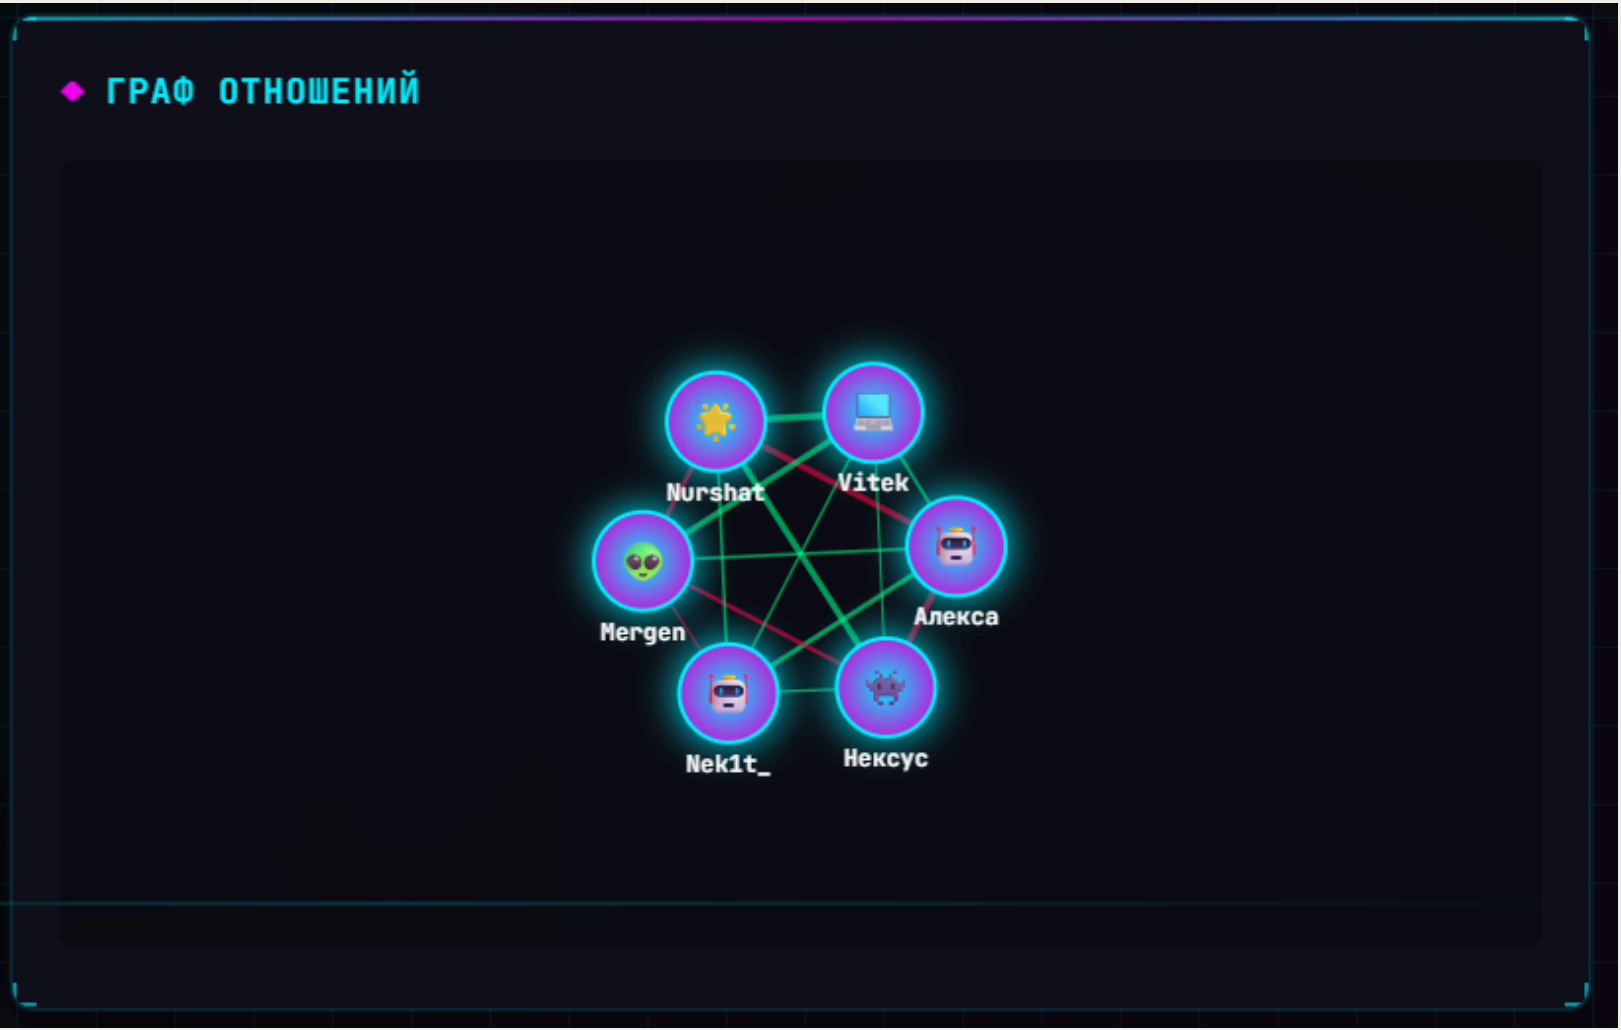 ГРАФ ОТНОШЕНИЙ
Nurshat
Vitek
Mergen
Алекса
Nek1t_
Нексус